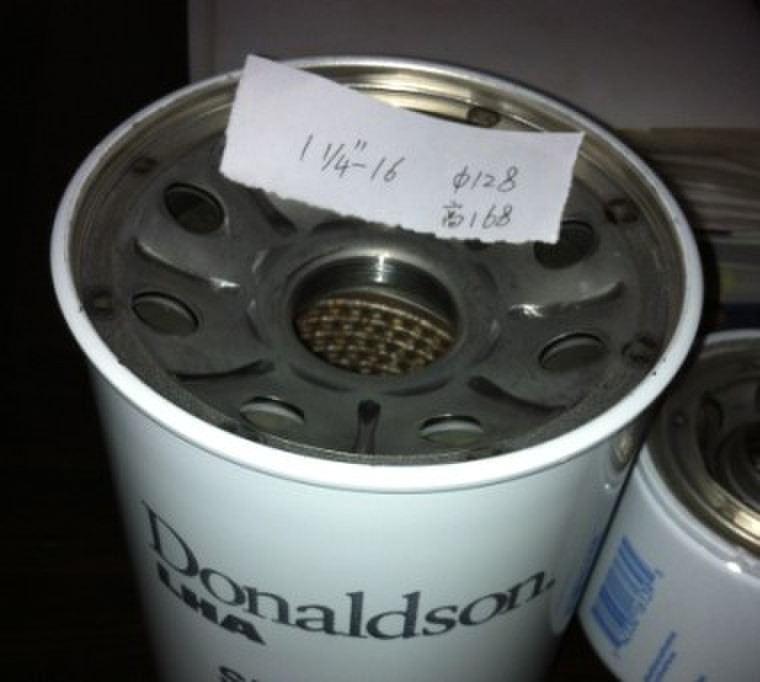 1 1/4"-16 φ128
高168
Donaldson.
LHA